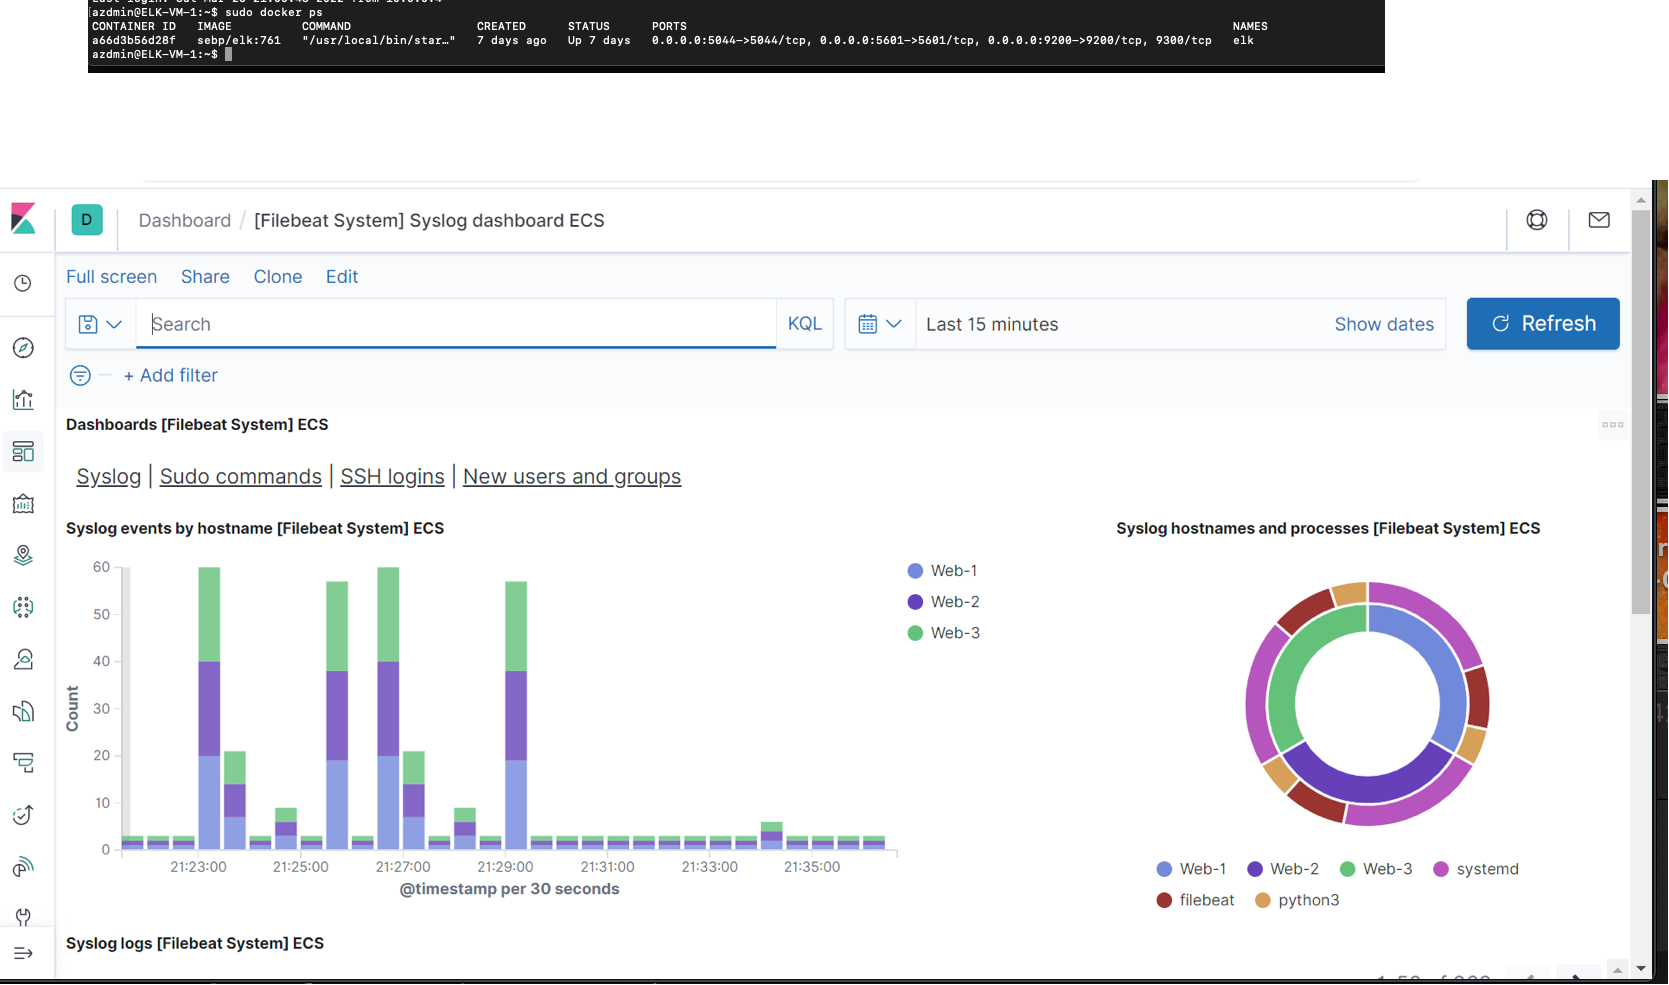 azdmin@ELK-VM-1:~$ sudo docker ps
CONTAINER ID IMAGE COMMAND CREATED STATUS PORTS NAMES
a66d3b56d28f sebp/elk:761 "/usr/local/bin/star…" 7 days ago Up 7 days 0.0.0.0:5044->5044/tcp, 0.0.0.0:5601->5601/tcp, 0.0.0.0:9200->9200/tcp, 9300/tcp elk
azdmin@ELK-VM-1:~$
D Dashboard / [Filebeat System] Syslog dashboard ECS
Full screen Share Clone Edit
Search KQL Last 15 minutes Show dates Refresh
+ Add filter
Dashboards [Filebeat System] ECS
Syslog | Sudo commands | SSH logins | New users and groups
Syslog events by hostname [Filebeat System] ECS
60
50
40
30
20
10
0
Count
21:23:00 21:25:00 21:27:00 21:29:00 21:31:00 21:33:00 21:35:00
@timestamp per 30 seconds
Web-1
Web-2
Web-3
Syslog hostnames and processes [Filebeat System] ECS
Web-1 Web-2 Web-3 systemd
filebeat python3
Syslog logs [Filebeat System] ECS